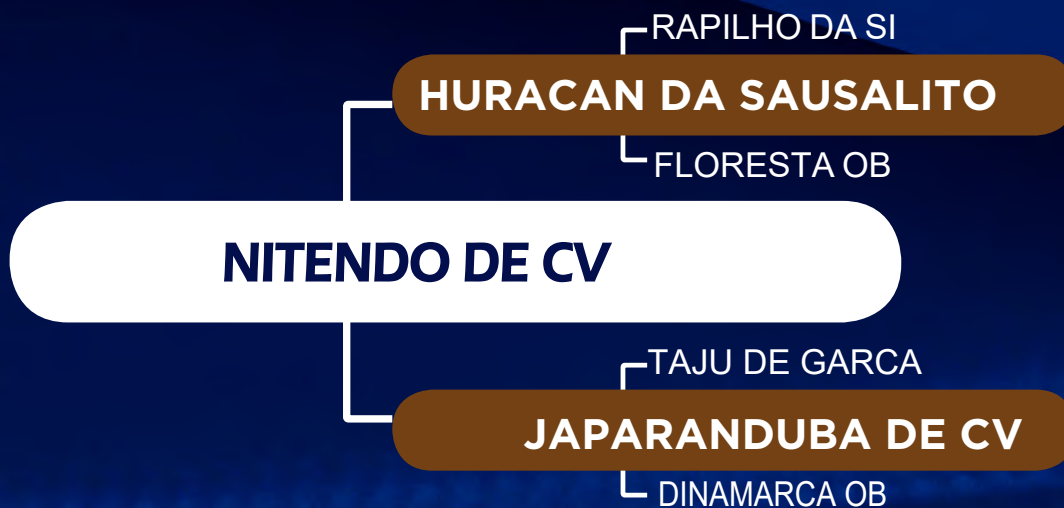 RAPILHO DA SI
HURACAN DA SAUSALITO
FLORESTA OB
NITENDO DE CV
TAJU DE GARCA
JAPARANDUBA DE CV
DINAMARCA OB